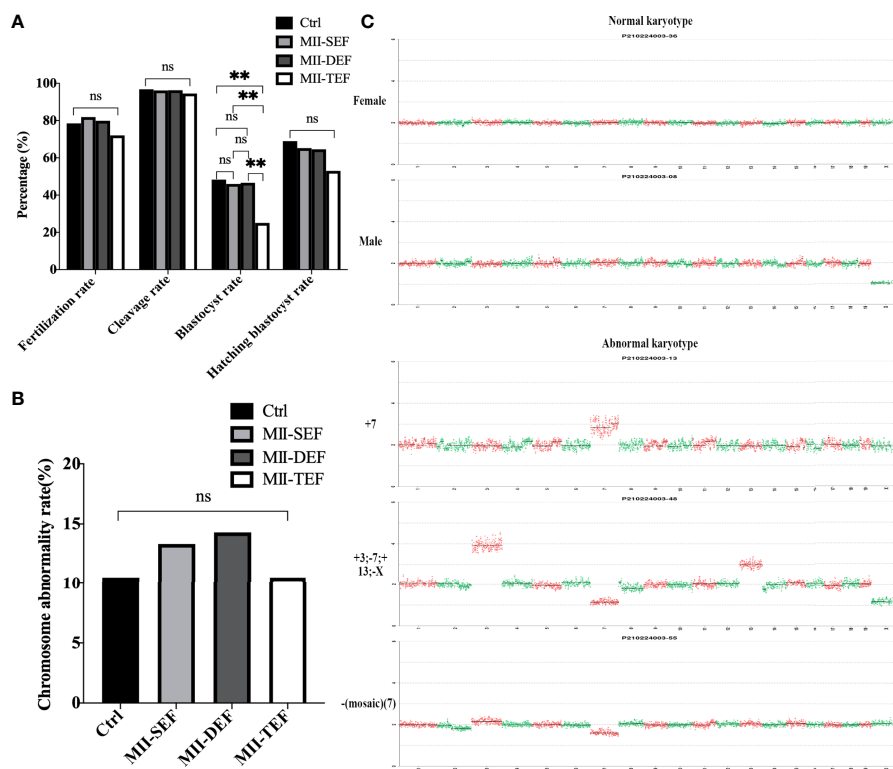 A
Ctrl
MII-SEF
MII-DEF
MII-TEF
Percentage (%)
100
80
60
40
20
0
ns
ns
**
**
ns
ns
ns
**
ns
Fertilization rate
Cleavage rate
Blastocyst rate
Hatching blastocyst rate
B
Ctrl
MII-SEF
MII-DEF
MII-TEF
Chromosome abnormality rate(%)
20
15
10
5
0
ns
Ctrl
MII-SEF
MII-DEF
MII-TEF
C
Normal karyotype
P210224003-36
Female
P210224003-08
Male
Abnormal karyotype
P210224003-13
+7
P210224003-48
+3;-7;+
13;-X
P210224003-55
-(mosaic)(7)